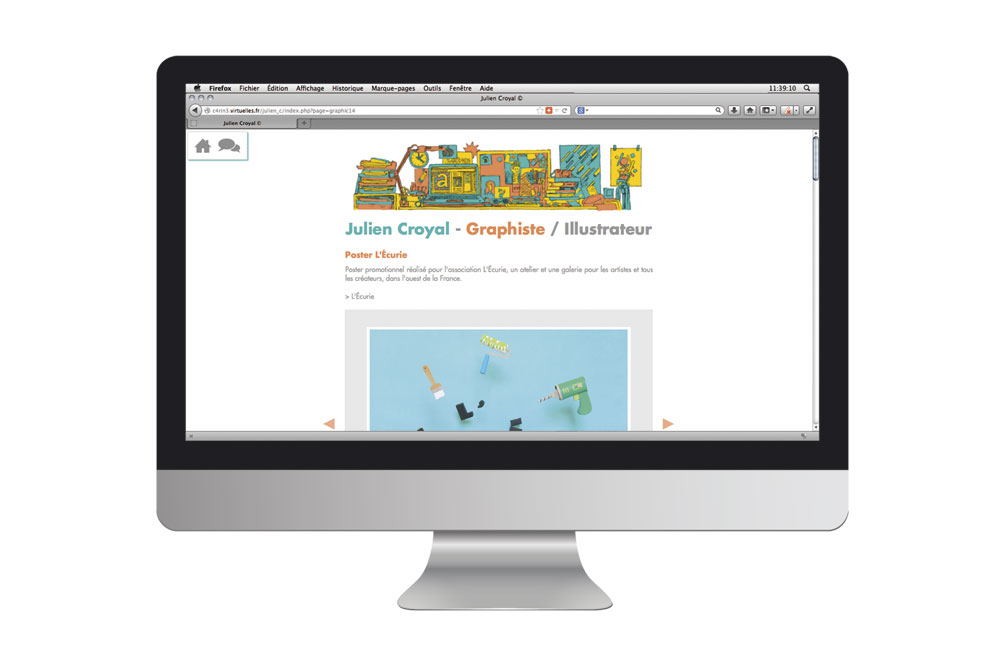 Firefox Fichier Édition Affichage Historique Marque-pages Outils Fenêtre Aide 11:39:10
Julien Croyal ©
c4rin3.virtuelles.fr/julien_c/index.php?page=graphic14
Julien Croyal ©
a
Julien Croyal - Graphiste / Illustrateur
Poster L'Écurie
Poster promotionnel réalisé pour l'association L'Écurie, un atelier et une galerie pour les artistes et tous
les créateurs, dans l'ouest de la France.
> L'Écurie